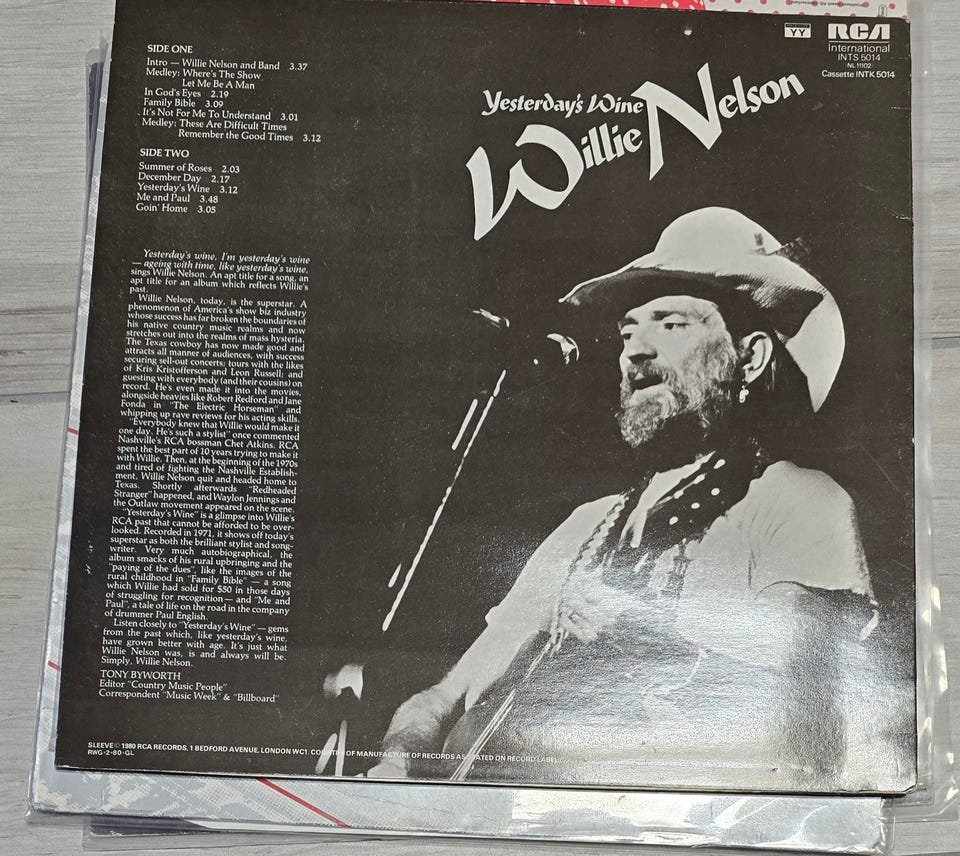 SIDE ONE
Intro — Willie Nelson and Band 3.37
Medley: Where's The Show
Let Me Be A Man
In God's Eyes 2.19
Family Bible 3.09
It's Not For Me To Understand 3.01
Medley: These Are Difficult Times
Remember the Good Times 3.12
SIDE TWO
Summer of Roses 2.03
December Day 2.17
Yesterday's Wine 3.12
Me and Paul 3.48
Goin' Home 3.05
Yesterday's wine, I'm yesterday's wine
— ageing with time, like yesterday's wine,
sings Willie Nelson. An apt title for a song, an
apt title for an album which reflects Willie's
past.
Willie Nelson, today, is the superstar. A
phenomenon of America's show biz industry
whose success has far broken the boundaries of
his native country music realms and now
stretches out into the realms of mass hysteria.
The Texas cowboy has now made good and
attracts all manner of audiences, with success
securing sell-out concerts; tours with the likes
of Kris Kristofferson and Leon Russell; and
guesting with everybody (and their cousins) on
record. He's even made it into the movies,
alongside heavies like Robert Redford and Jane
Fonda in "The Electric Horseman" and
whipping up rave reviews for his acting skills.
"Everybody knew that Willie would make it
one day. He's such a stylist" once commented
Nashville's RCA bossman Chet Atkins. RCA
spent the best part of 10 years trying to make it
with Willie. Then, at the beginning of the 1970s
and tired of fighting the Nashville Establish-
ment, Willie Nelson quit and headed home to
Texas. Shortly afterwards "Redheaded
Stranger" happened, and Waylon Jennings and
the Outlaw movement appeared on the scene.
"Yesterday's Wine" is a glimpse into Willie's
RCA past that cannot be afforded to be over-
looked. Recorded in 1971, it shows off today's
superstar as both the brilliant stylist and song-
writer. Very much autobiographical, the
album smacks of his rural upbringing and the
"paying of the dues", like the images of the
rural childhood in "Family Bible" — a song
which Willie had sold for $50 in those days
of struggling for recognition — and "Me and
Paul", a tale of life on the road in the company
of drummer Paul English.
Listen closely to "Yesterday's Wine" — gems
from the past which, like yesterday's wine,
have grown better with age. It's just what
Willie Nelson was, is and always will be.
Simply, Willie Nelson.
TONY BYWORTH
Editor "Country Music People"
Correspondent "Music Week" & "Billboard"
SLEEVE © 1980 RCA RECORDS, 1 BEDFORD AVENUE, LONDON WC1. COUNTRY OF MANUFACTURE OF RECORDS AS STATED ON RECORD LABEL
RWG·2·80·GL
YY
RCA
International
INTS 5014
NL 11102
Cassette INTK 5014
Yesterday's Wine
Willie Nelson